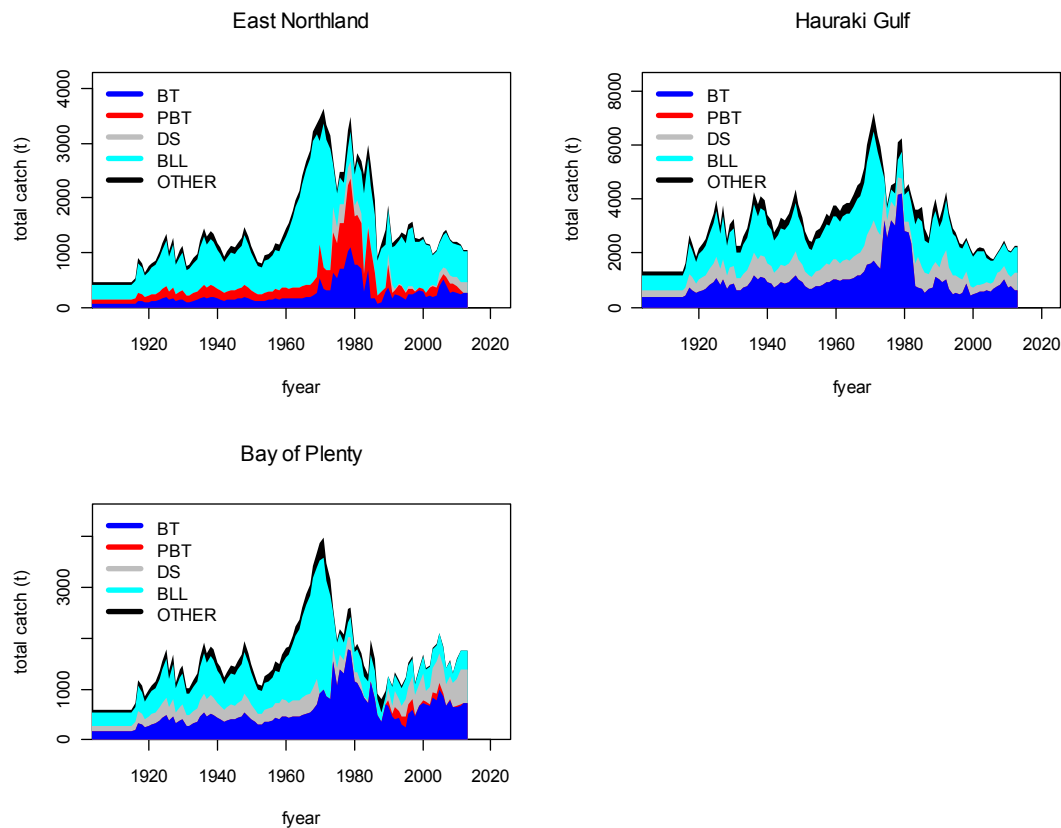 East Northland
total catch (t)
0 1000 2000 3000 4000
BT
PBT
DS
BLL
OTHER
1920 1940 1960 1980 2000 2020
fyear
Hauraki Gulf
total catch (t)
0 2000 4000 6000 8000
BT
PBT
DS
BLL
OTHER
1920 1940 1960 1980 2000 2020
fyear
Bay of Plenty
total catch (t)
0 1000 3000
BT
PBT
DS
BLL
OTHER
1920 1940 1960 1980 2000 2020
fyear